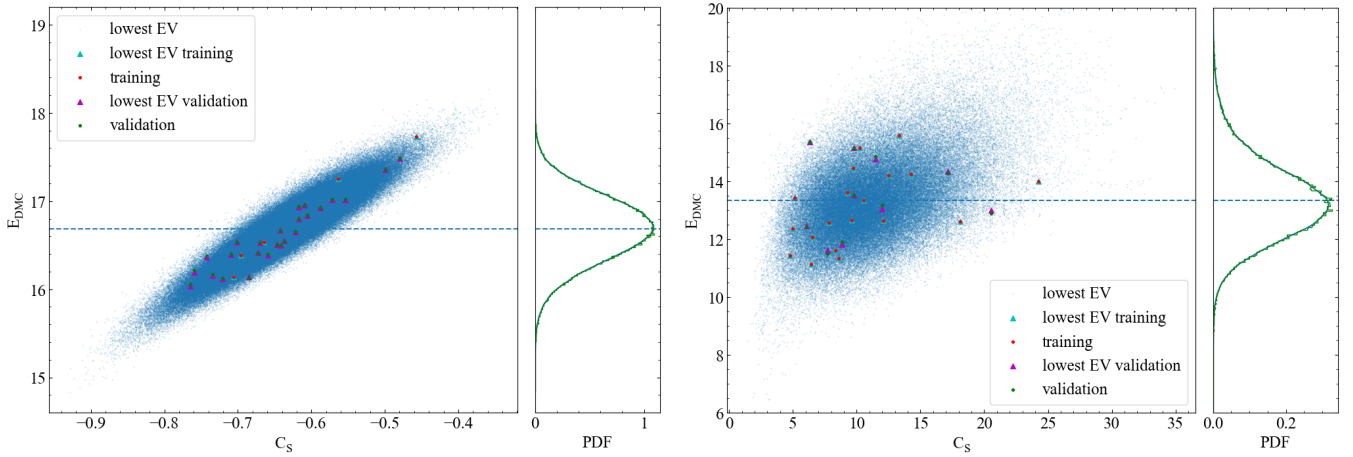 19
18
17
16
15
E_DMC
lowest EV
lowest EV training
training
lowest EV validation
validation
−0.9 −0.8 −0.7 −0.6 −0.5 −0.4
C_S
0 1
PDF
20
18
16
14
12
10
8
6
E_DMC
lowest EV
lowest EV training
training
lowest EV validation
validation
0 5 10 15 20 25 30 35
C_S
0.0 0.2
PDF